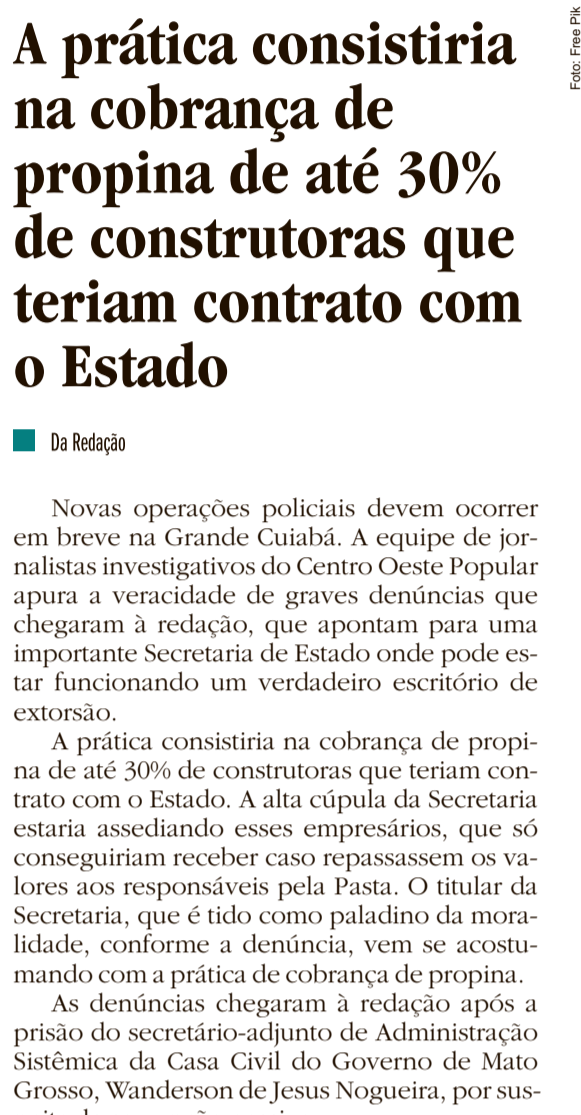 Foto: Free Pik
A prática consistiria
na cobrança de
propina de até 30%
de construtoras que
teriam contrato com
o Estado
Da Redação
Novas operações policiais devem ocorrer
em breve na Grande Cuiabá. A equipe de jor-
nalistas investigativos do Centro Oeste Popular
apura a veracidade de graves denúncias que
chegaram à redação, que apontam para uma
importante Secretaria de Estado onde pode es-
tar funcionando um verdadeiro escritório de
extorsão.
A prática consistiria na cobrança de propi-
na de até 30% de construtoras que teriam con-
trato com o Estado. A alta cúpula da Secretaria
estaria assediando esses empresários, que só
conseguiriam receber caso repassassem os va-
lores aos responsáveis pela Pasta. O titular da
Secretaria, que é tido como paladino da mora-
lidade, conforme a denúncia, vem se acostu-
mando com a prática de cobrança de propina.
As denúncias chegaram à redação após a
prisão do secretário-adjunto de Administração
Sistêmica da Casa Civil do Governo de Mato
Grosso, Wanderson de Jesus Nogueira, por sus-